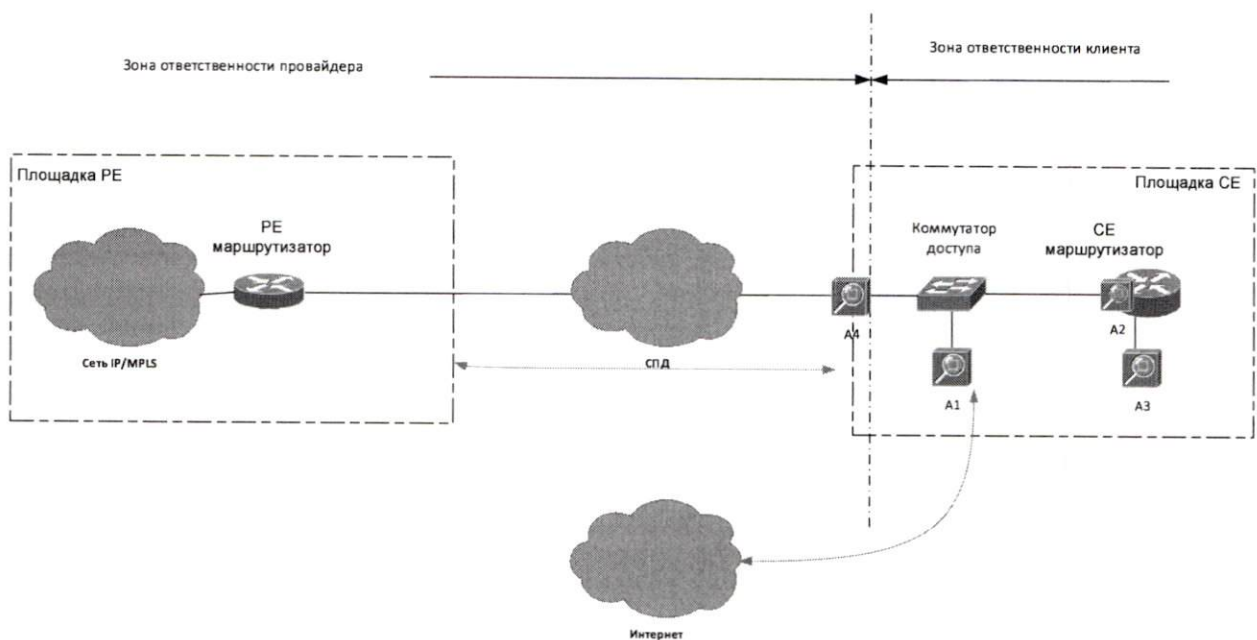 Зона ответственности провайдера
Зона ответственности клиента
Площадка PE
PE
маршрутизатор
Сеть IP/MPLS
СПД
A4
Площадка CE
Коммутатор
доступа
CE
маршрутизатор
A2
A1
A3
Интернет